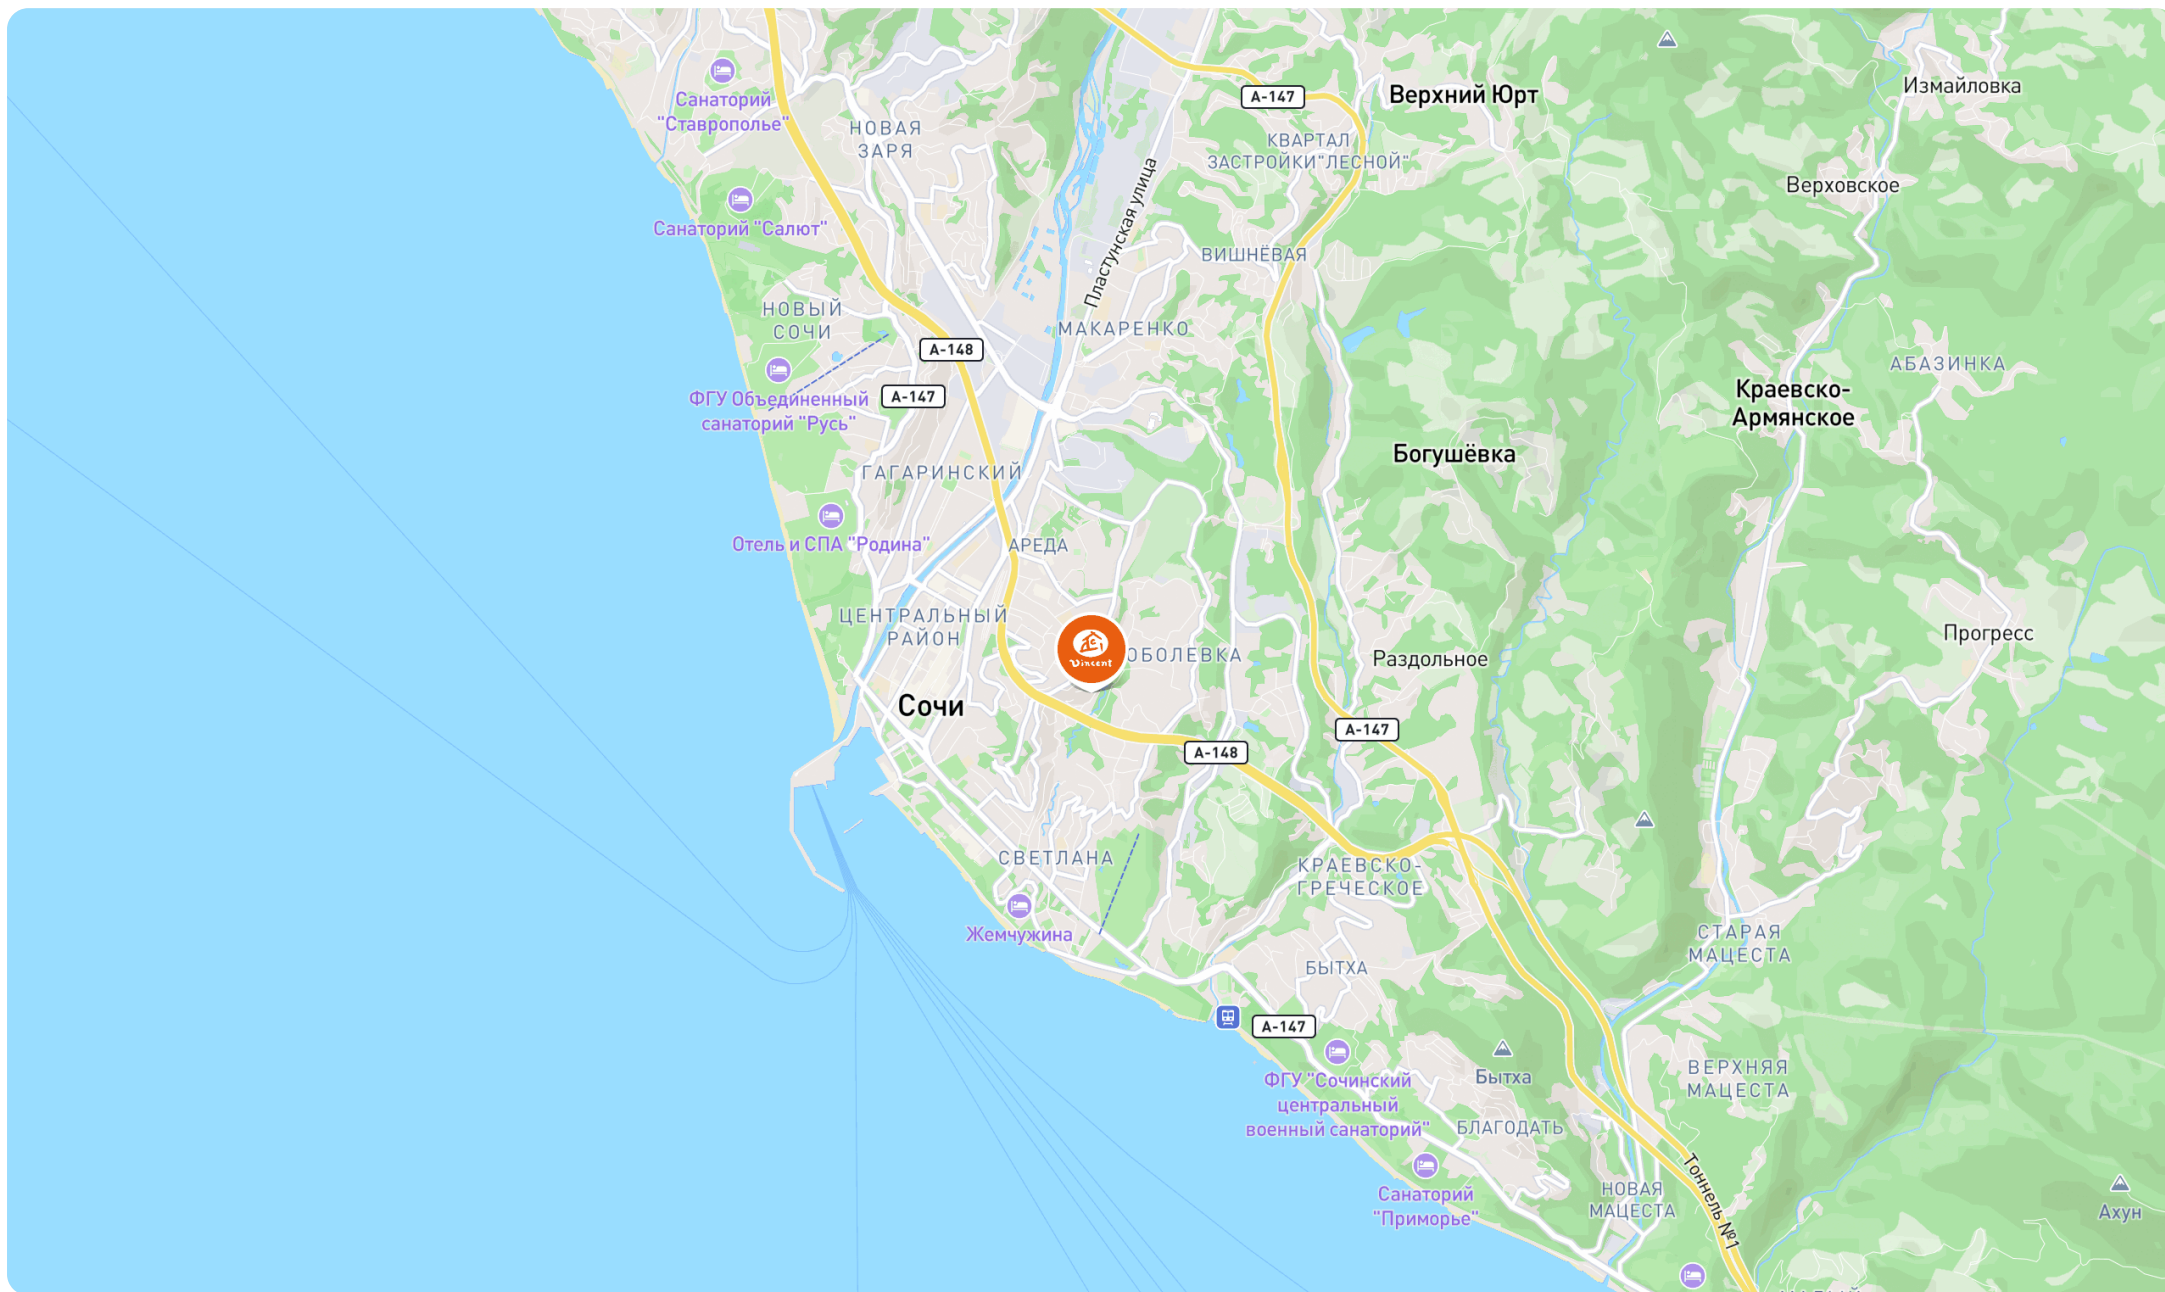 Санаторий
"Ставрополье"
НОВАЯ
ЗАРЯ
А-147
Верхний Юрт
КВАРТАЛ
ЗАСТРОЙКИ"ЛЕСНОЙ"
Измайловка
Верховское
Санаторий "Салют"
Пластунская улица
ВИШНЁВАЯ
НОВЫЙ
СОЧИ
МАКАРЕНКО
А-148
АБАЗИНКА
ФГУ Объединенный
санаторий "Русь"
А-147
Краевско-
Армянское
Богушёвка
ГАГАРИНСКИЙ
Отель и СПА "Родина"
АРЕДА
ЦЕНТРАЛЬНЫЙ
РАЙОН
Vincent
ОБОЛЕВКА
Раздольное
Прогресс
Сочи
А-147
А-148
СВЕТЛАНА
КРАЕВСКО-
ГРЕЧЕСКОЕ
Жемчужина
СТАРАЯ
МАЦЕСТА
БЫТХА
А-147
ФГУ "Сочинский
центральный
военный санаторий"
Бытха
ВЕРХНЯЯ
МАЦЕСТА
БЛАГОДАТЬ
Санаторий
"Приморье"
НОВАЯ
МАЦЕСТА
Тоннель №1
Ахун